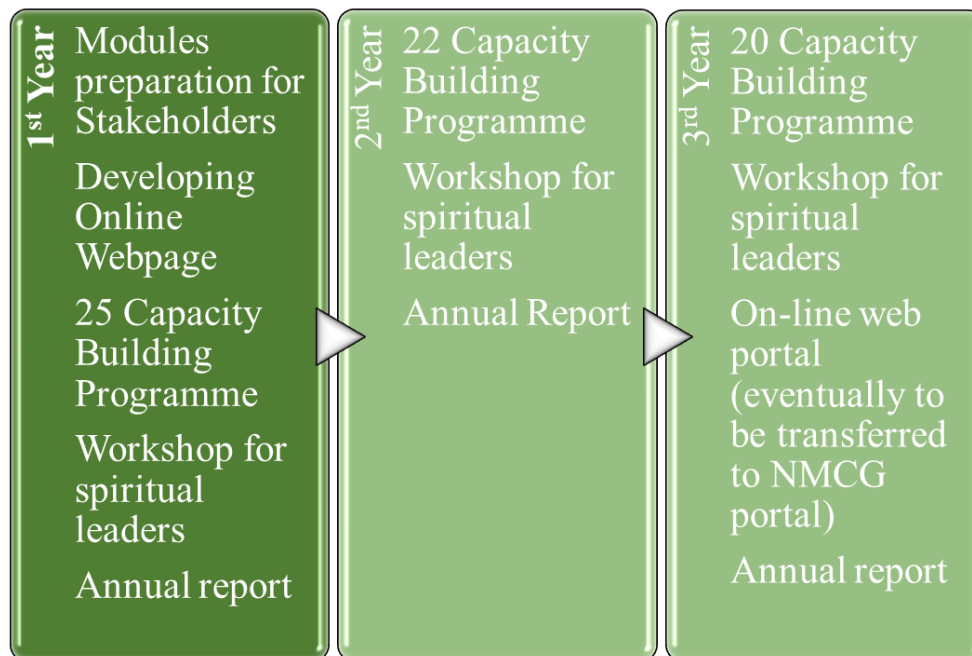 1st Year
Modules
preparation for
Stakeholders
Developing
Online
Webpage
25 Capacity
Building
Programme
Workshop for
spiritual
leaders
Annual report
2nd Year
22 Capacity
Building
Programme
Workshop for
spiritual
leaders
Annual Report
3rd Year
20 Capacity
Building
Programme
Workshop for
spiritual
leaders
On-line web
portal
(eventually to
be transferred
to NMCG
portal)
Annual report